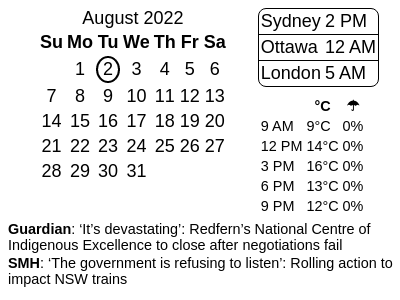 August 2022
Su Mo Tu We Th Fr Sa
1 2 3 4 5 6
7 8 9 10 11 12 13
14 15 16 17 18 19 20
21 22 23 24 25 26 27
28 29 30 31
Sydney 2 PM
Ottawa 12 AM
London 5 AM
°C ☂
9 AM 9°C 0%
12 PM 14°C 0%
3 PM 16°C 0%
6 PM 13°C 0%
9 PM 12°C 0%
Guardian: ‘It’s devastating’: Redfern’s National Centre of
Indigenous Excellence to close after negotiations fail
SMH: ‘The government is refusing to listen’: Rolling action to
impact NSW trains